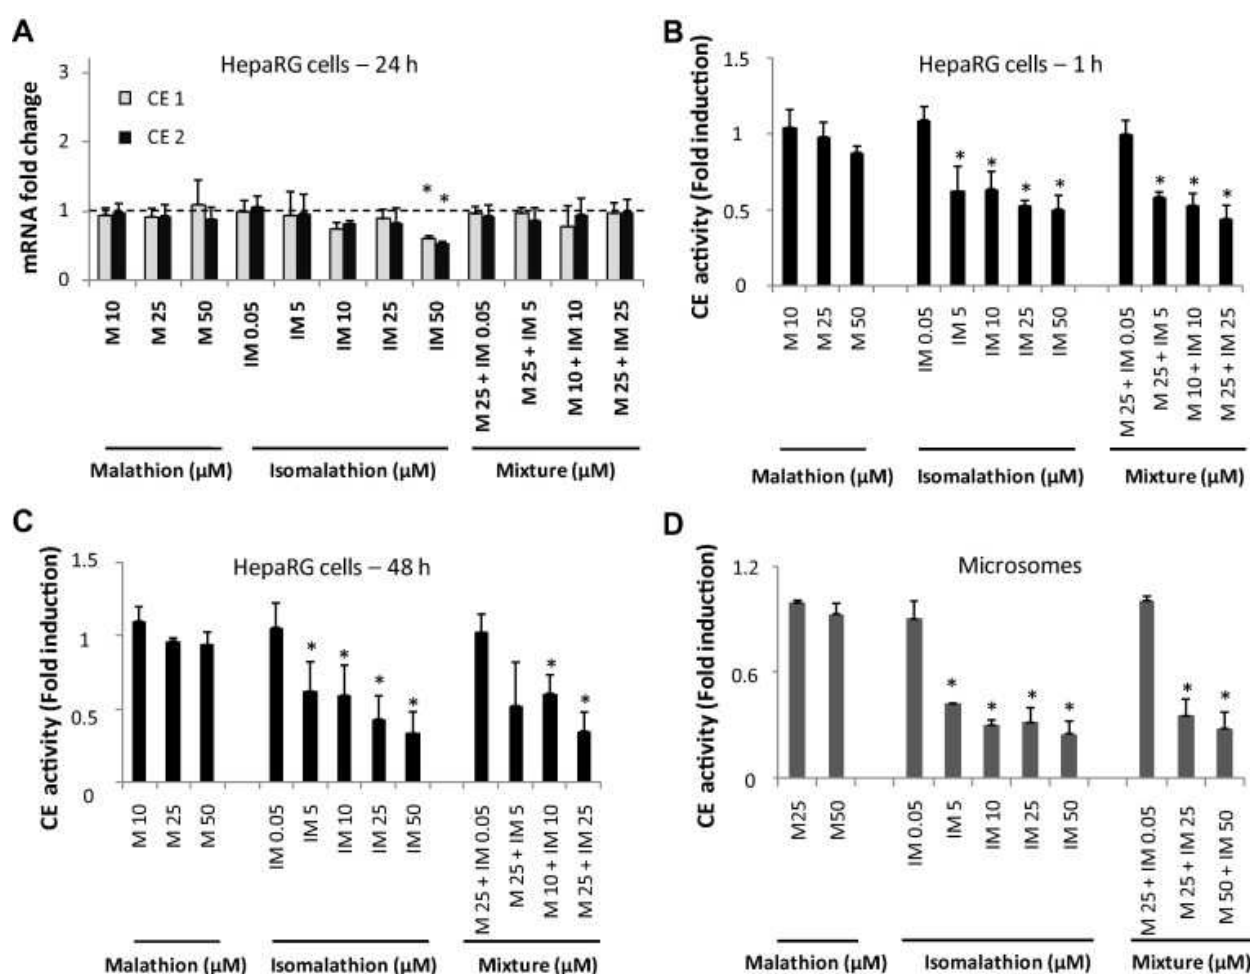 A
HepaRG cells – 24 h
mRNA fold change
3
2
1
0
CE 1
CE 2
*
*
M 10
M 25
M 50
IM 0.05
IM 5
IM 10
IM 25
IM 50
M 25 + IM 0.05
M 25 + IM 5
M 10 + IM 10
M 25 + IM 25
Malathion (µM)
Isomalathion (µM)
Mixture (µM)
B
HepaRG cells – 1 h
CE activity (Fold induction)
1.5
1
0.5
0
*
*
*
*
*
*
*
M 10
M 25
M 50
IM 0.05
IM 5
IM 10
IM 25
IM 50
M 25 + IM 0.05
M 25 + IM 5
M 10 + IM 10
M 25 + IM 25
Malathion (µM)
Isomalathion (µM)
Mixture (µM)
C
HepaRG cells – 48 h
CE activity (Fold induction)
1.5
1
0.5
0
*
*
*
*
*
*
M 10
M 25
M 50
IM 0.05
IM 5
IM 10
IM 25
IM 50
M 25 + IM 0.05
M 25 + IM 5
M 10 + IM 10
M 25 + IM 25
Malathion (µM)
Isomalathion (µM)
Mixture (µM)
D
Microsomes
CE activity (Fold induction)
1.2
0.6
0
*
*
*
*
*
*
M25
M50
IM 0.05
IM 5
IM 10
IM 25
IM 50
M 25 + IM 0.05
M 25 + IM 25
M 50 + IM 50
Malathion (µM)
Isomalathion (µM)
Mixture (µM)